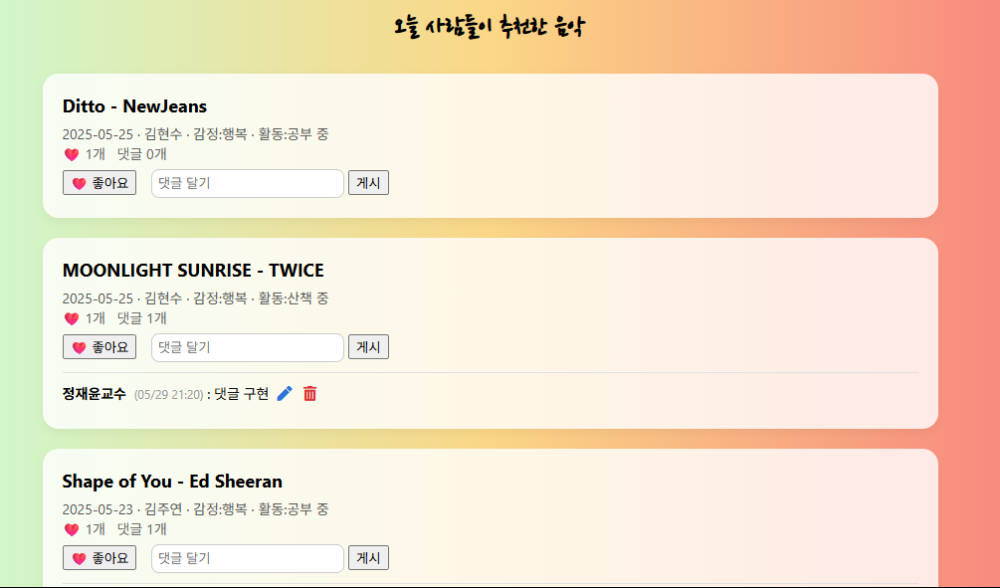 오늘 사람들이 추천한 음악
Ditto - NewJeans
2025-05-25 · 김현수 · 감정:행복 · 활동:공부 중
1개 댓글 0개
좋아요 댓글 달기 게시
MOONLIGHT SUNRISE - TWICE
2025-05-25 · 김현수 · 감정:행복 · 활동:산책 중
1개 댓글 1개
좋아요 댓글 달기 게시
정재윤교수 (05/29 21:20) : 댓글 구현
Shape of You - Ed Sheeran
2025-05-23 · 김주연 · 감정:행복 · 활동:공부 중
1개 댓글 1개
좋아요 댓글 달기 게시